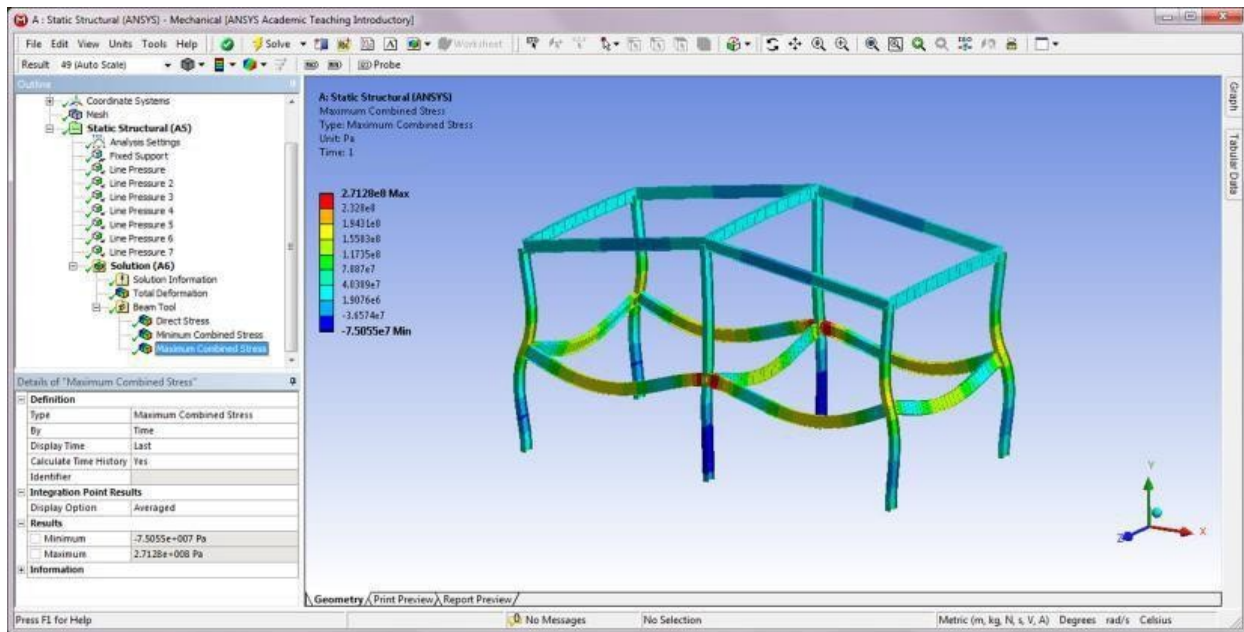 A : Static Structural (ANSYS) - Mechanical [ANSYS Academic Teaching Introductory]
File Edit View Units Tools Help Solve Worksheet
Result 49 (Auto Scale) Probe
Outline
Coordinate Systems
Mesh
Static Structural (A5)
Analysis Settings
Fixed Support
Line Pressure
Line Pressure 2
Line Pressure 3
Line Pressure 4
Line Pressure 5
Line Pressure 6
Line Pressure 7
Solution (A6)
Solution Information
Total Deformation
Beam Tool
Direct Stress
Minimum Combined Stress
Maximum Combined Stress
Details of "Maximum Combined Stress"
Definition
Type Maximum Combined Stress
By Time
Display Time Last
Calculate Time History Yes
Identifier
Integration Point Results
Display Option Averaged
Results
Minimum -7.5055e+007 Pa
Maximum 2.7128e+008 Pa
Information
A: Static Structural (ANSYS)
Maximum Combined Stress
Type: Maximum Combined Stress
Unit: Pa
Time: 1
2.7128e8 Max
2.328e8
1.9431e8
1.5583e8
1.1735e8
7.887e7
4.0389e7
1.9076e6
-3.6574e7
-7.5055e7 Min
Y
X
Z
Graph
Tabular Data
Geometry Print Preview Report Preview
Press F1 for Help No Messages No Selection Metric (m, kg, N, s, V, A) Degrees rad/s Celsius